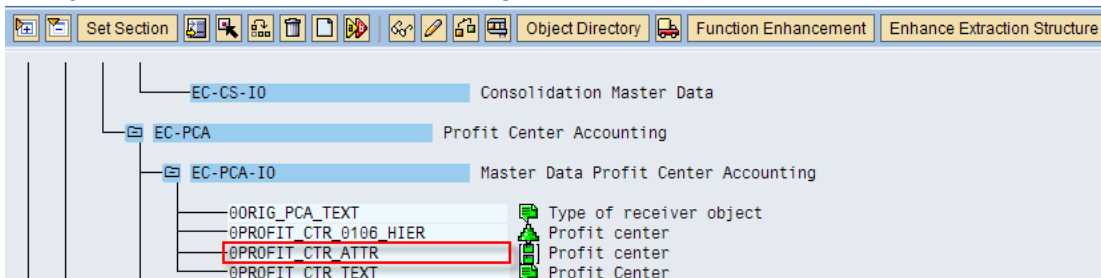 Set Section Object Directory Function Enhancement Enhance Extraction Structure
EC-CS-IO Consolidation Master Data
EC-PCA Profit Center Accounting
EC-PCA-IO Master Data Profit Center Accounting
0ORIG_PCA_TEXT Type of receiver object
0PROFIT_CTR_0106_HIER Profit center
0PROFIT_CTR_ATTR Profit center
0PROFIT_CTR_TEXT Profit Center